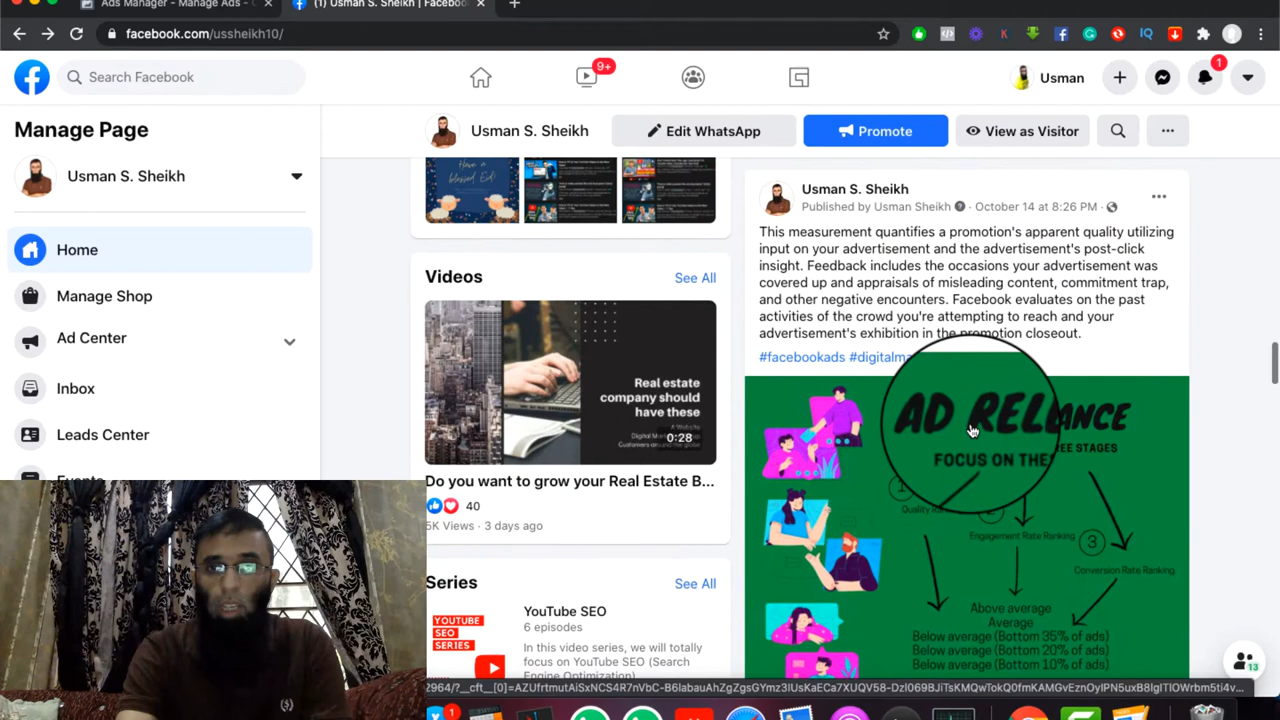 Ads Manager - Manage Ads -
(1) Usman S. Sheikh | Facebook
facebook.com/ussheikh10/
IQ
Search Facebook
9+
Usman
1
Manage Page
Usman S. Sheikh
Home
Manage Shop
Ad Center
Inbox
Leads Center
Events
Usman S. Sheikh
Edit WhatsApp
Promote
View as Visitor
Have a
blessed Eid!
Videos
See All
Real estate
company should
have these
A Website
0:28
Do you want to grow your Real Estate B...
40
5K Views · 3 days ago
Series
See All
YOUTUBE
SEO
SERIES
YouTube SEO
6 episodes
In this video series, we will totally
focus on YouTube SEO (Search
Engine Optimization)
Usman S. Sheikh
Published by Usman Sheikh · October 14 at 8:26 PM ·
This measurement quantifies a promotion's apparent quality utilizing
input on your advertisement and the advertisement's post-click
insight. Feedback includes the occasions your advertisement was
covered up and appraisals of misleading content, commitment trap,
and other negative encounters. Facebook evaluates on the past
activities of the crowd you're attempting to reach and your
advertisement's exhibition in the promotion closeout.
#facebookads
AD RELEVANCE
FOCUS ON THE
STAGES
1
Engagement Rate Ranking
3
Conversion Rate Ranking
Above average
Average
Below average (Bottom 35% of ads)
Below average (Bottom 20% of ads)
Below average (Bottom 10% of ads)
13
1